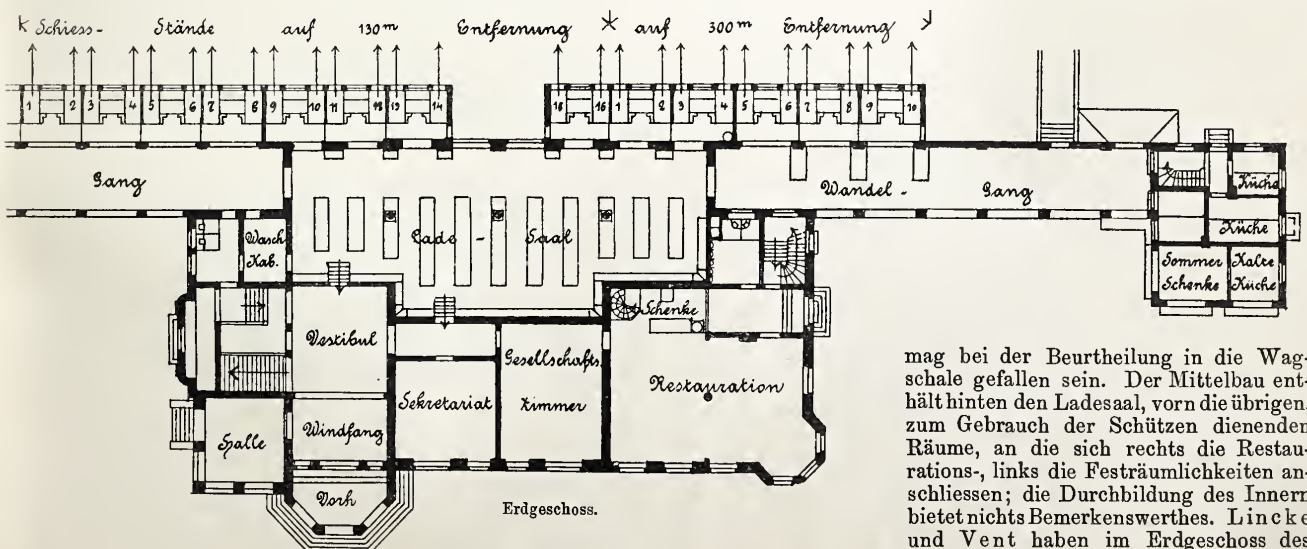 Schiess- Stände auf 130 m Entfernung auf 300 m Entfernung
1 2 3 4 5 6 7 8 9 10 11 12 13 14 15 16 1 2 3 4 5 6 7 8 9 10
Gang
Wandel - Gang
Küche
Küche
Sommer
Schenke
Kalte
Küche
Wasch
Kab.
Lade - Saal
Schenke
Vestibul
Gesellschafts
zimmer
Sekretariat
Restauration
Halle
Windfang
Vorh
Erdgeschoss.
mag bei der Beurtheilung in die Wag-
schale gefallen sein. Der Mittelbau ent-
hält hinten den Ladesaal, vorn die übrigen,
zum Gebrauch der Schützen dienenden
Räume, an die sich rechts die Restau-
rations-, links die Festräumlichkeiten an-
schliessen; die Durchbildung des Innern
bietet nichts Bemerkenswerthes. Lincke
und Vent haben im Erdgeschoss des